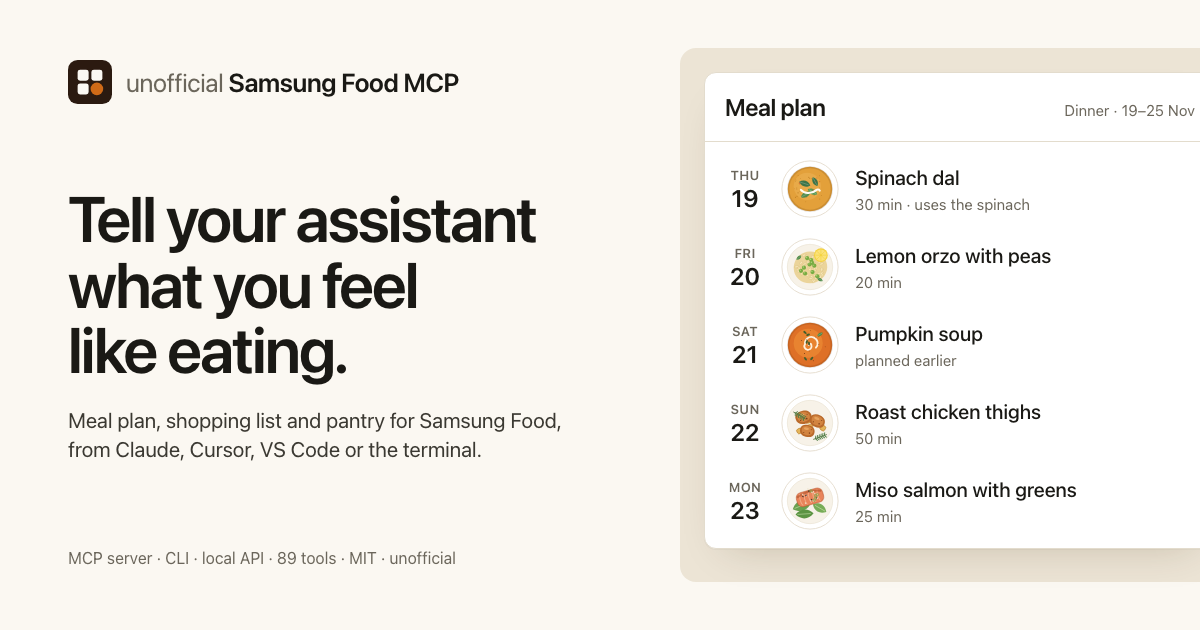 unofficial Samsung Food MCP
Tell your assistant
what you feel
like eating.
Meal plan, shopping list and pantry for Samsung Food,
from Claude, Cursor, VS Code or the terminal.
MCP server · CLI · local API · 89 tools · MIT · unofficial
Meal plan
Dinner · 19–25 Nov
THU
19
Spinach dal
30 min · uses the spinach
FRI
20
Lemon orzo with peas
20 min
SAT
21
Pumpkin soup
planned earlier
SUN
22
Roast chicken thighs
50 min
MON
23
Miso salmon with greens
25 min